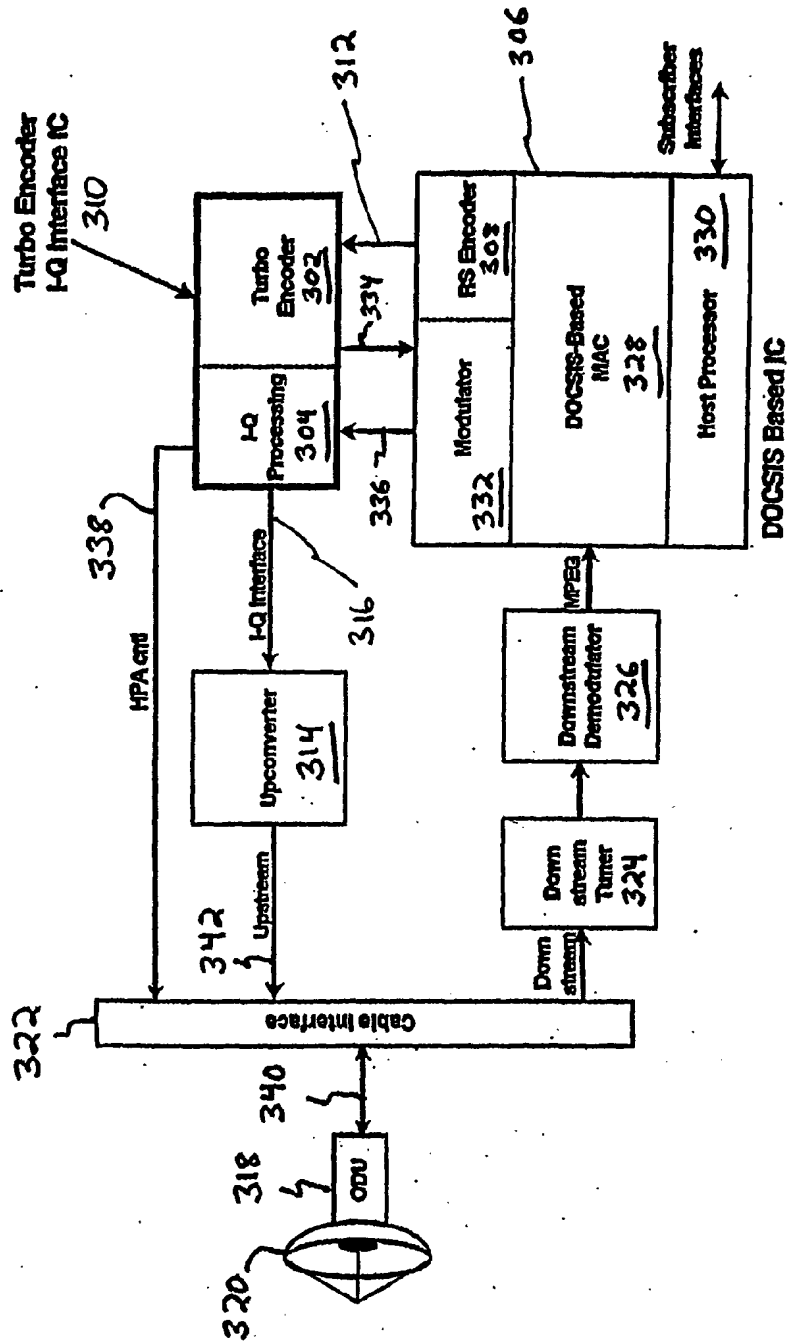 Turbo Encoder
I-Q Interface IC
310
338
HPA cntl
322
Turbo
Encoder
302
I-Q
Processing
304
312
334
336
I-Q Interface
316
Upconverter
314
342
Upstream
Cable Interface
340
318
ODU
320
RS Encoder
308
Modulator
332
306
DOCSIS-Based
MAC
328
Host Processor
330
Subscriber
Interfaces
DOCSIS Based IC
MPEG
Downstream
Demodulator
326
Down
stream
Tuner
324
Down
stream